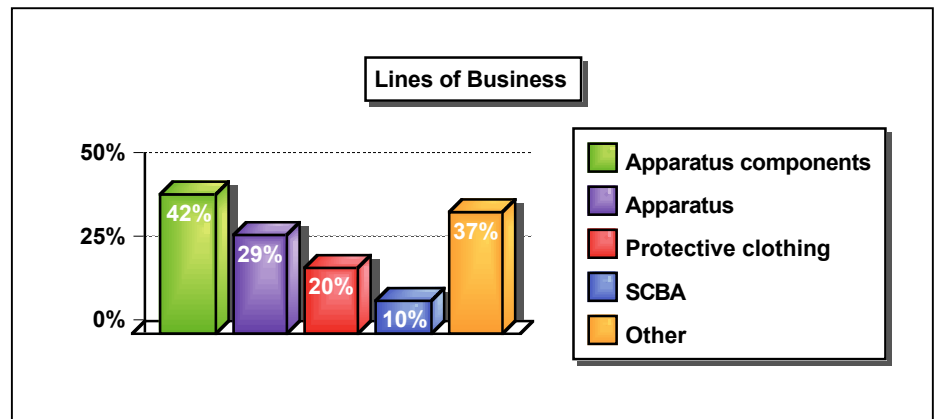 Lines of Business
50%
25%
0%
42%
29%
20%
10%
37%
Apparatus components
Apparatus
Protective clothing
SCBA
Other